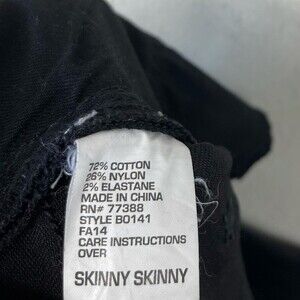 72% COTTON
26% NYLON
2% ELASTANE
MADE IN CHINA
RN# 77388
STYLE B0141
FA14
CARE INSTRUCTIONS
OVER
SKINNY SKINNY